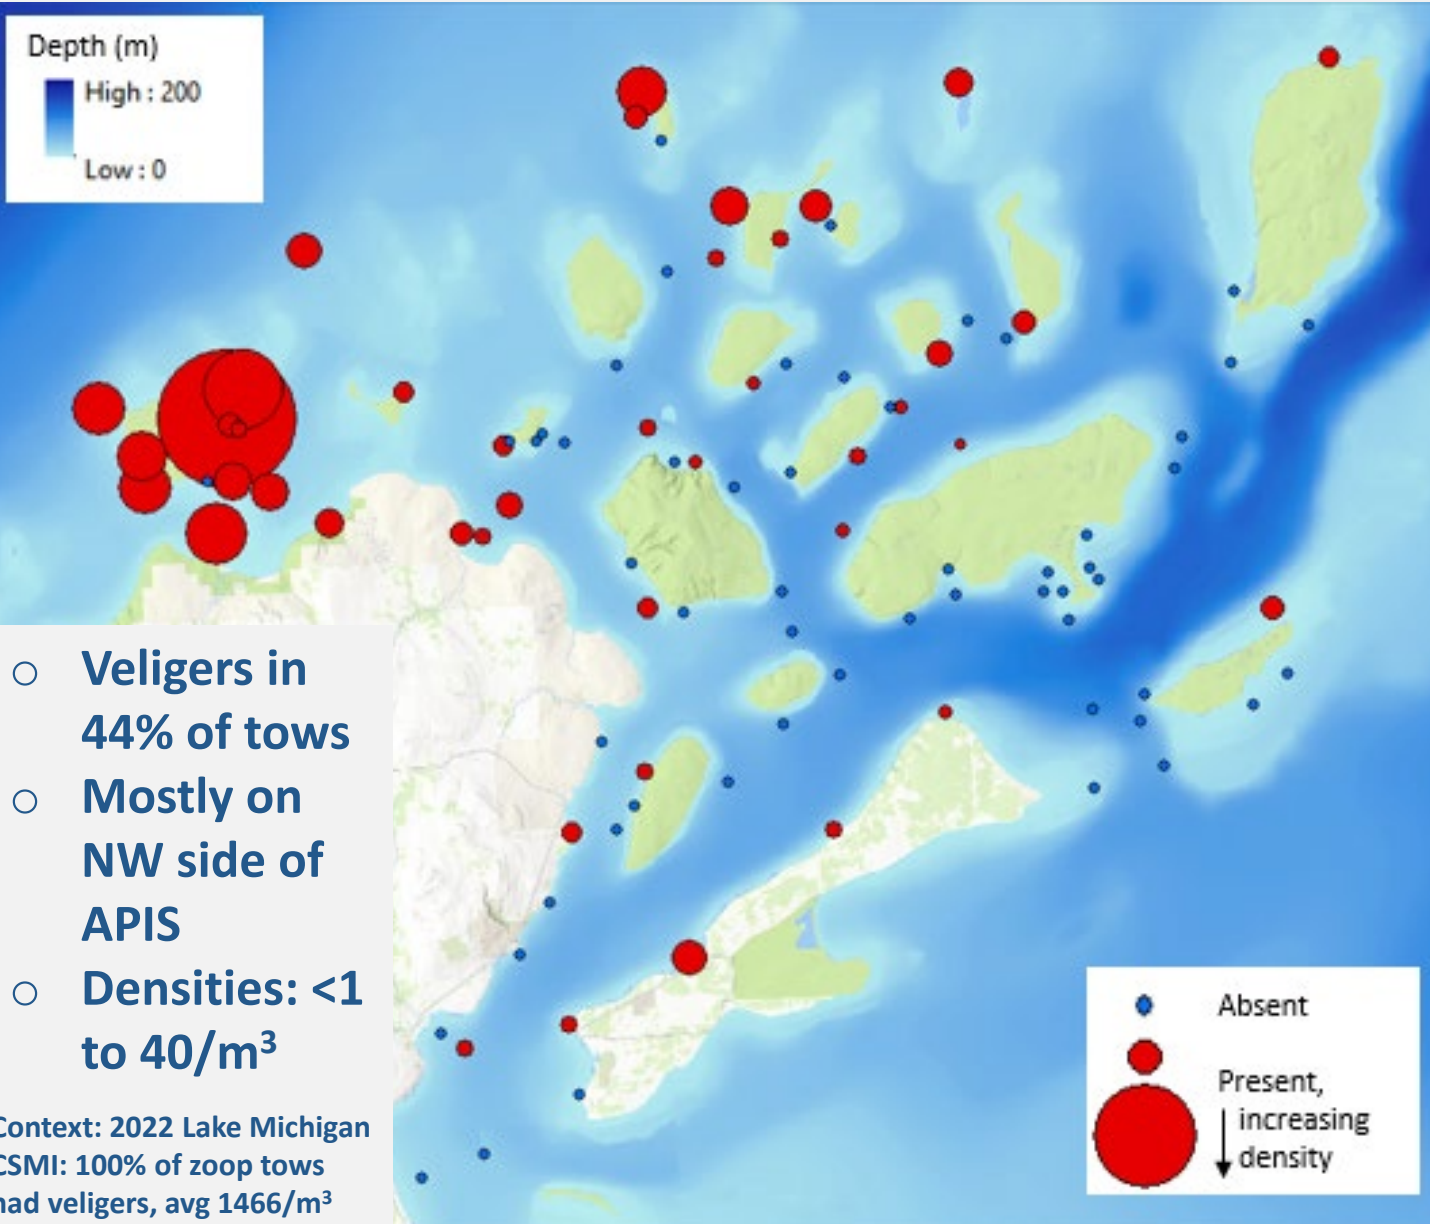 Depth (m)
High : 200
Low : 0
○ Veligers in
44% of tows
○ Mostly on
NW side of
APIS
○ Densities: <1
to 40/m³
Context: 2022 Lake Michigan
CSMI: 100% of zoop tows
had veligers, avg 1466/m³
Absent
Present,
increasing
density